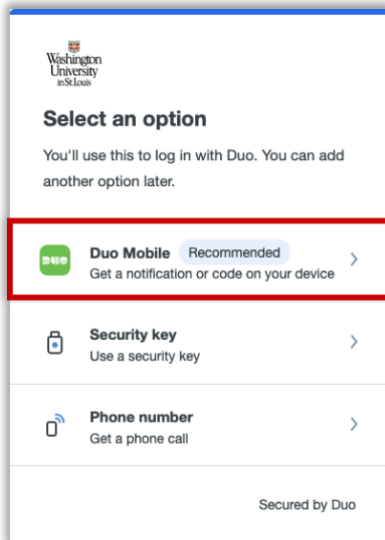 Washington
University
in St. Louis
Select an option
You'll use this to log in with Duo. You can add
another option later.
DUO
Duo Mobile Recommended
Get a notification or code on your device
Security key
Use a security key
Phone number
Get a phone call
Secured by Duo